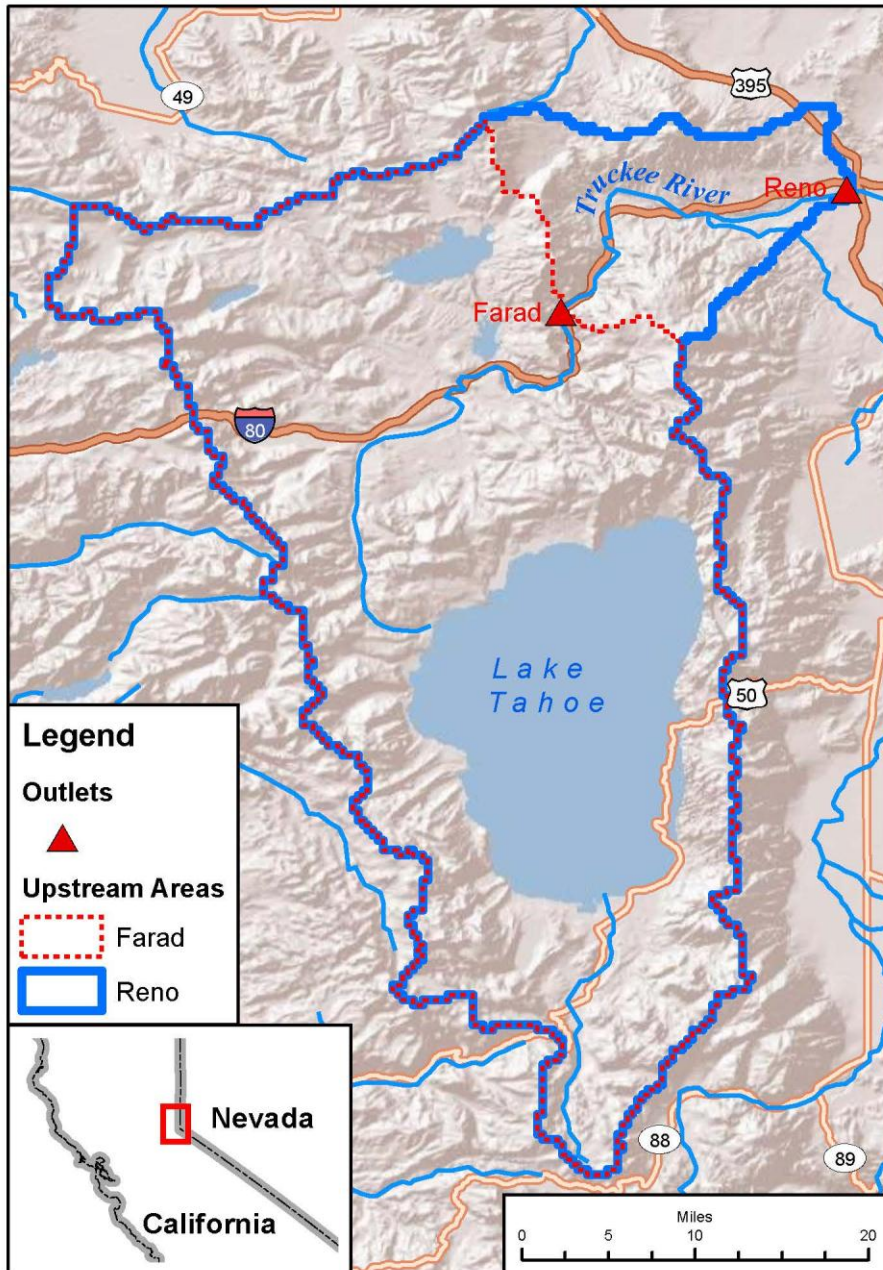 49
395
Truckee River
Reno
Farad
80
Lake
Tahoe
50
Legend
Outlets
Upstream Areas
Farad
Reno
Nevada
California
88
89
Miles
0 5 10 20